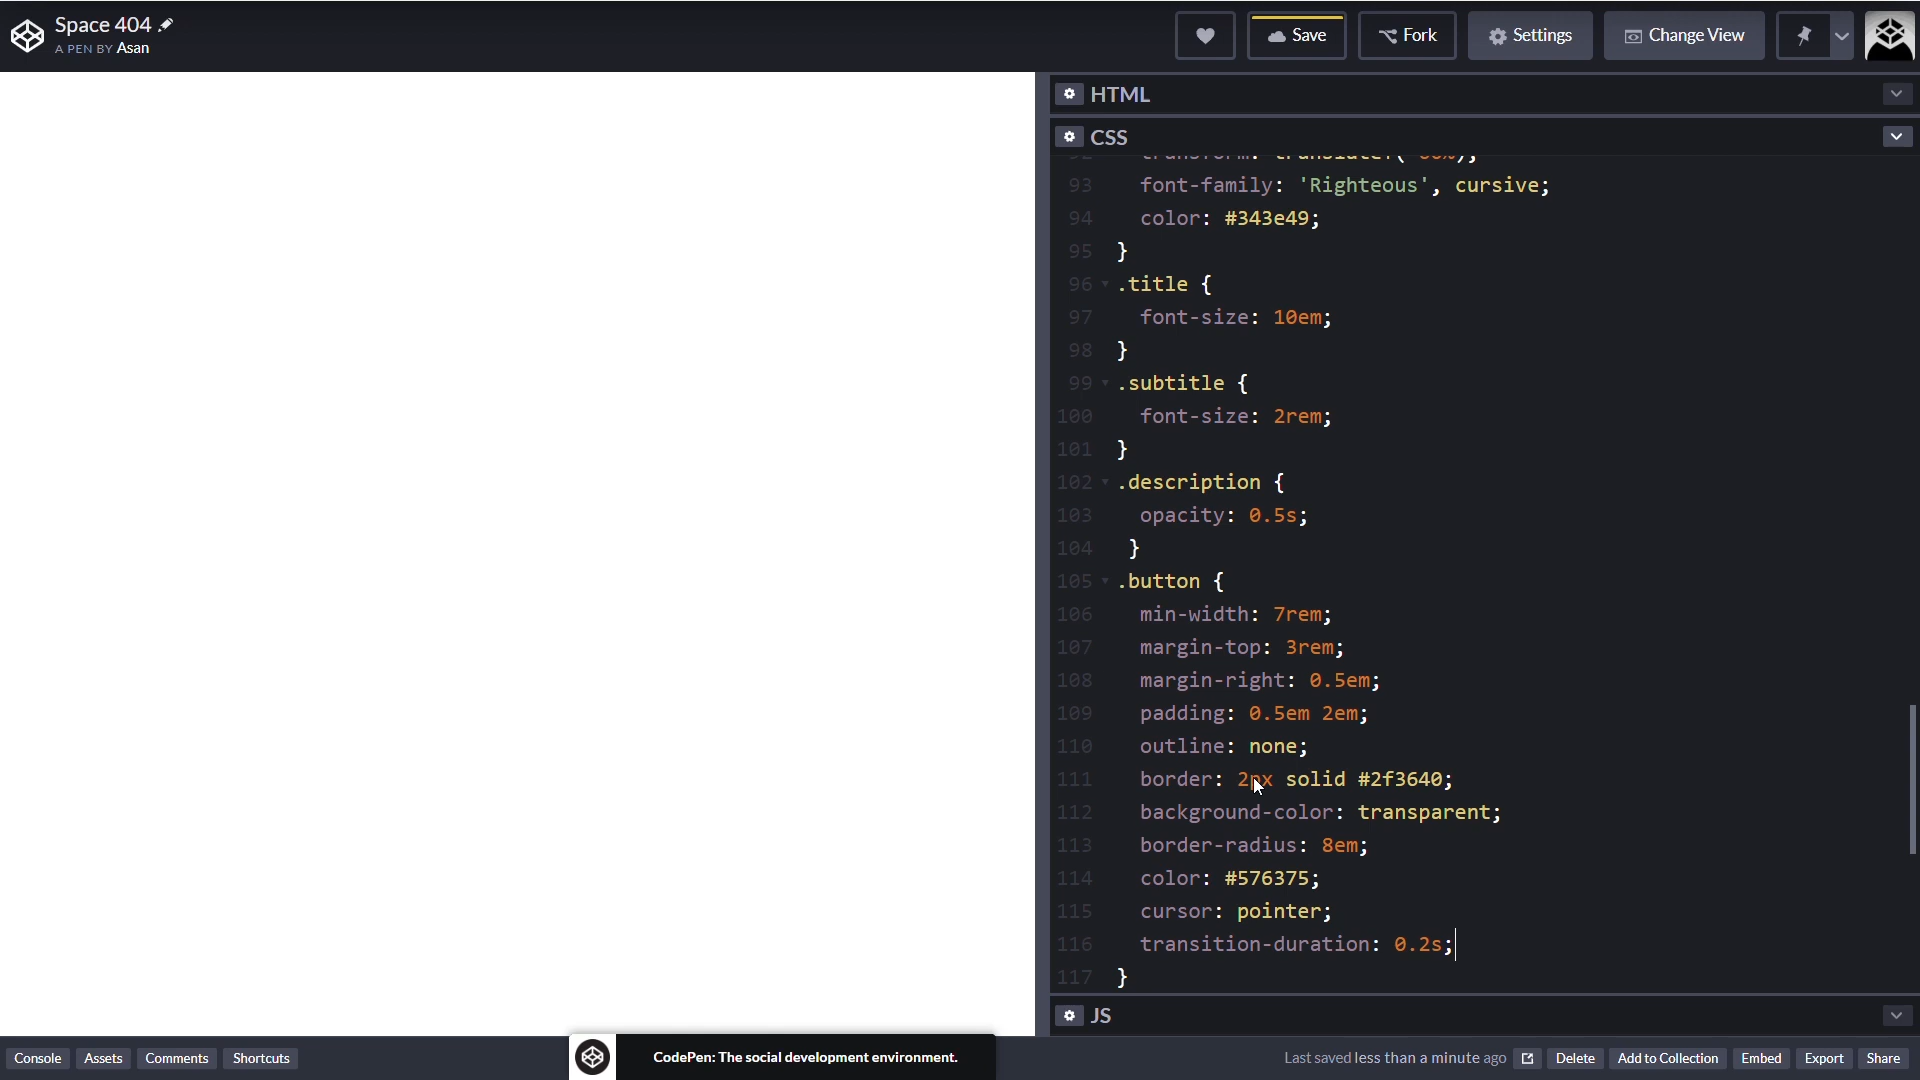 Space 404
A PEN BY Asan
Save
Fork
Settings
Change View
HTML
CSS
93 font-family: 'Righteous', cursive;
94 color: #343e49;
95 }
96 .title {
97 font-size: 10em;
98 }
99 .subtitle {
100 font-size: 2rem;
101 }
102 .description {
103 opacity: 0.5s;
104 }
105 .button {
106 min-width: 7rem;
107 margin-top: 3rem;
108 margin-right: 0.5em;
109 padding: 0.5em 2em;
110 outline: none;
111 border: 2px solid #2f3640;
112 background-color: transparent;
113 border-radius: 8em;
114 color: #576375;
115 cursor: pointer;
116 transition-duration: 0.2s;
117 }
JS
Console
Assets
Comments
Shortcuts
CodePen: The social development environment.
Last saved less than a minute ago
Delete
Add to Collection
Embed
Export
Share